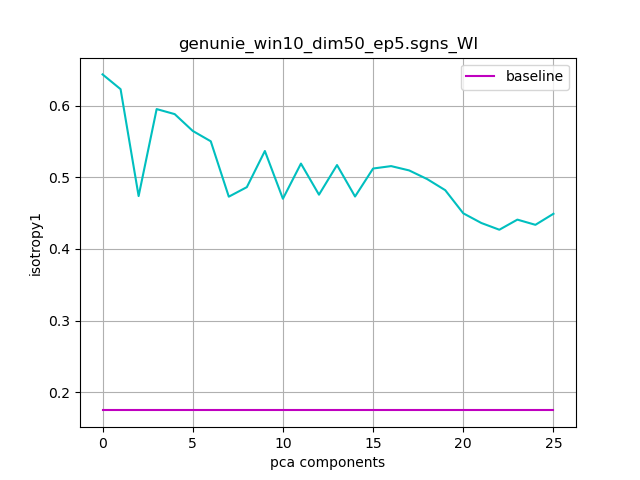 genunie_win10_dim50_ep5.sgns_WI
baseline
0.6
0.5
0.4
0.3
0.2
isotropy1
0 5 10 15 20 25
pca components